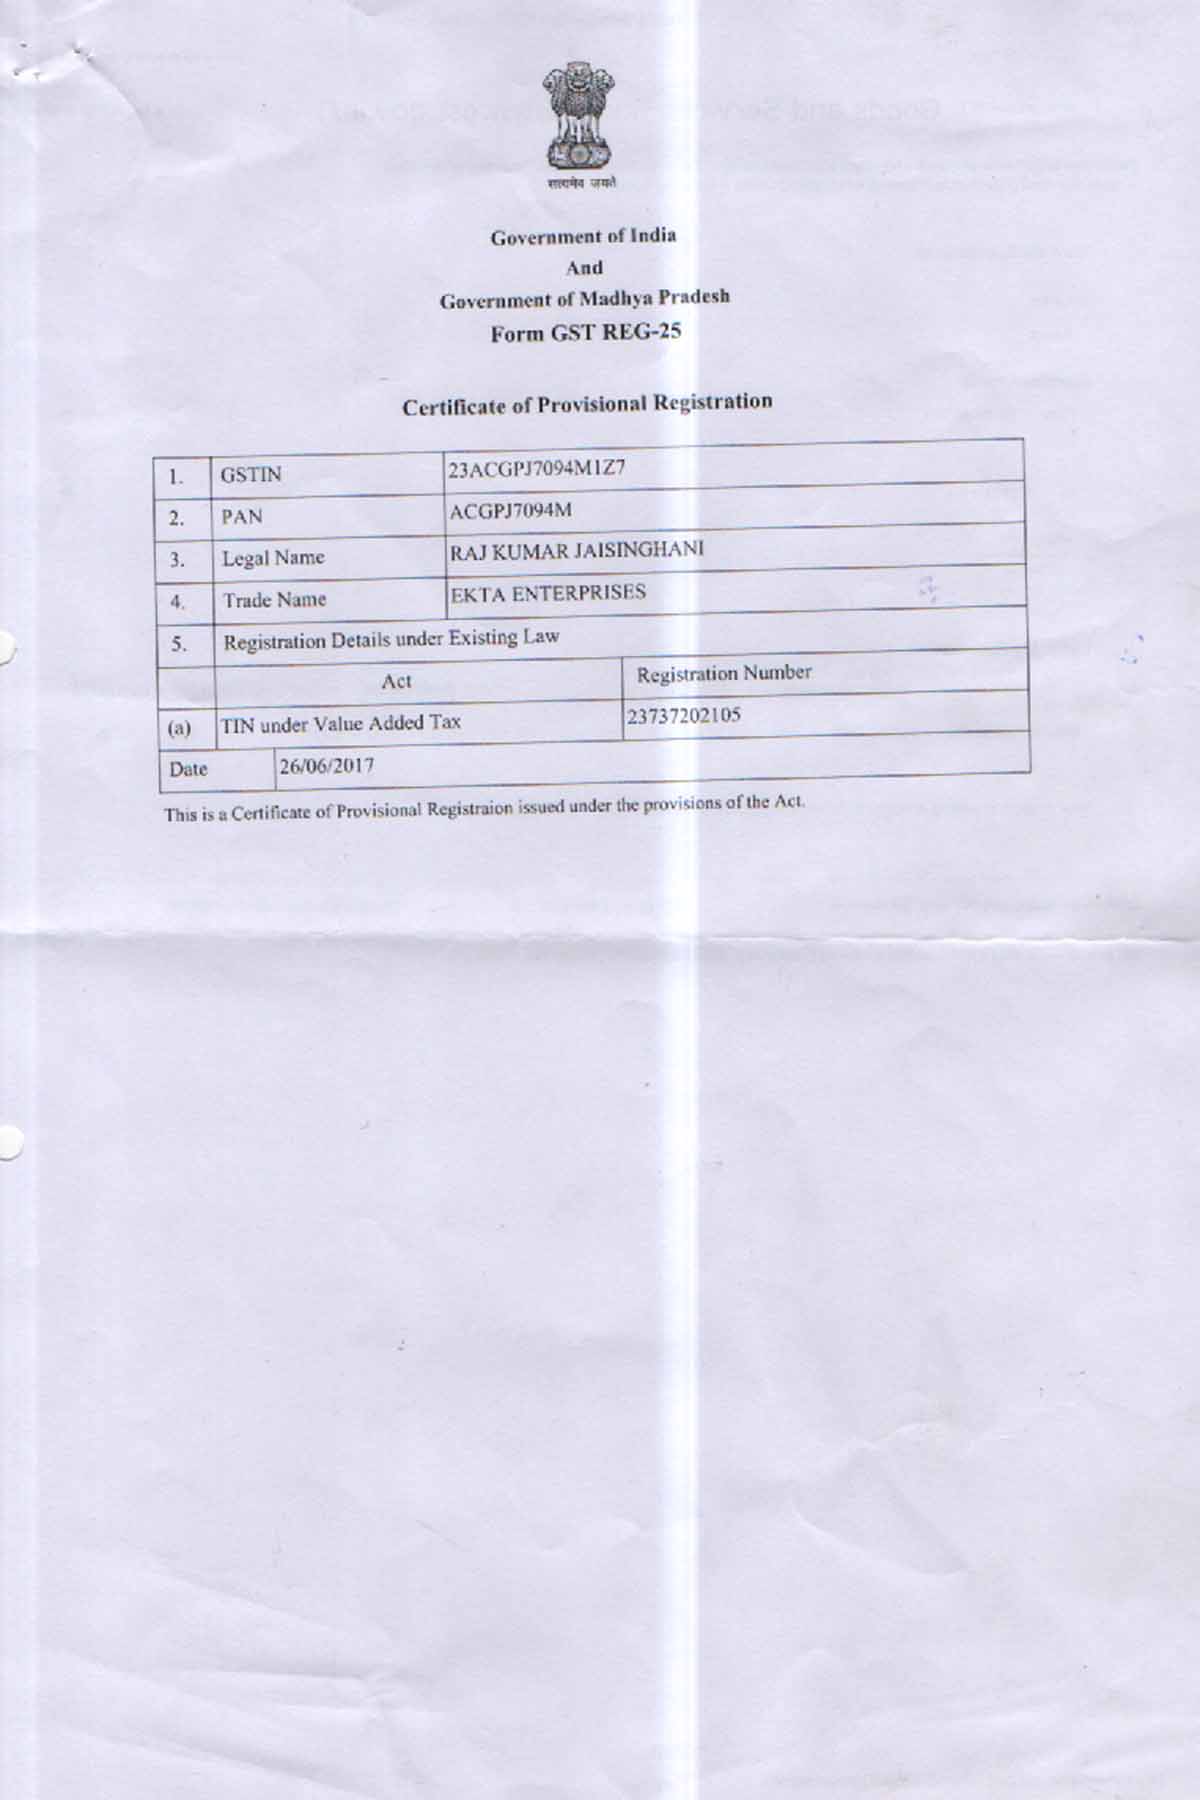 सत्यमेव जयते
Government of India
And
Government of Madhya Pradesh
Form GST REG-25
Certificate of Provisional Registration
1. GSTIN 23ACGPJ7094M1Z7
2. PAN ACGPJ7094M
3. Legal Name RAJ KUMAR JAISINGHANI
4. Trade Name EKTA ENTERPRISES
5. Registration Details under Existing Law
Act Registration Number
(a) TIN under Value Added Tax 23737202105
Date 26/06/2017
This is a Certificate of Provisional Registraion issued under the provisions of the Act.